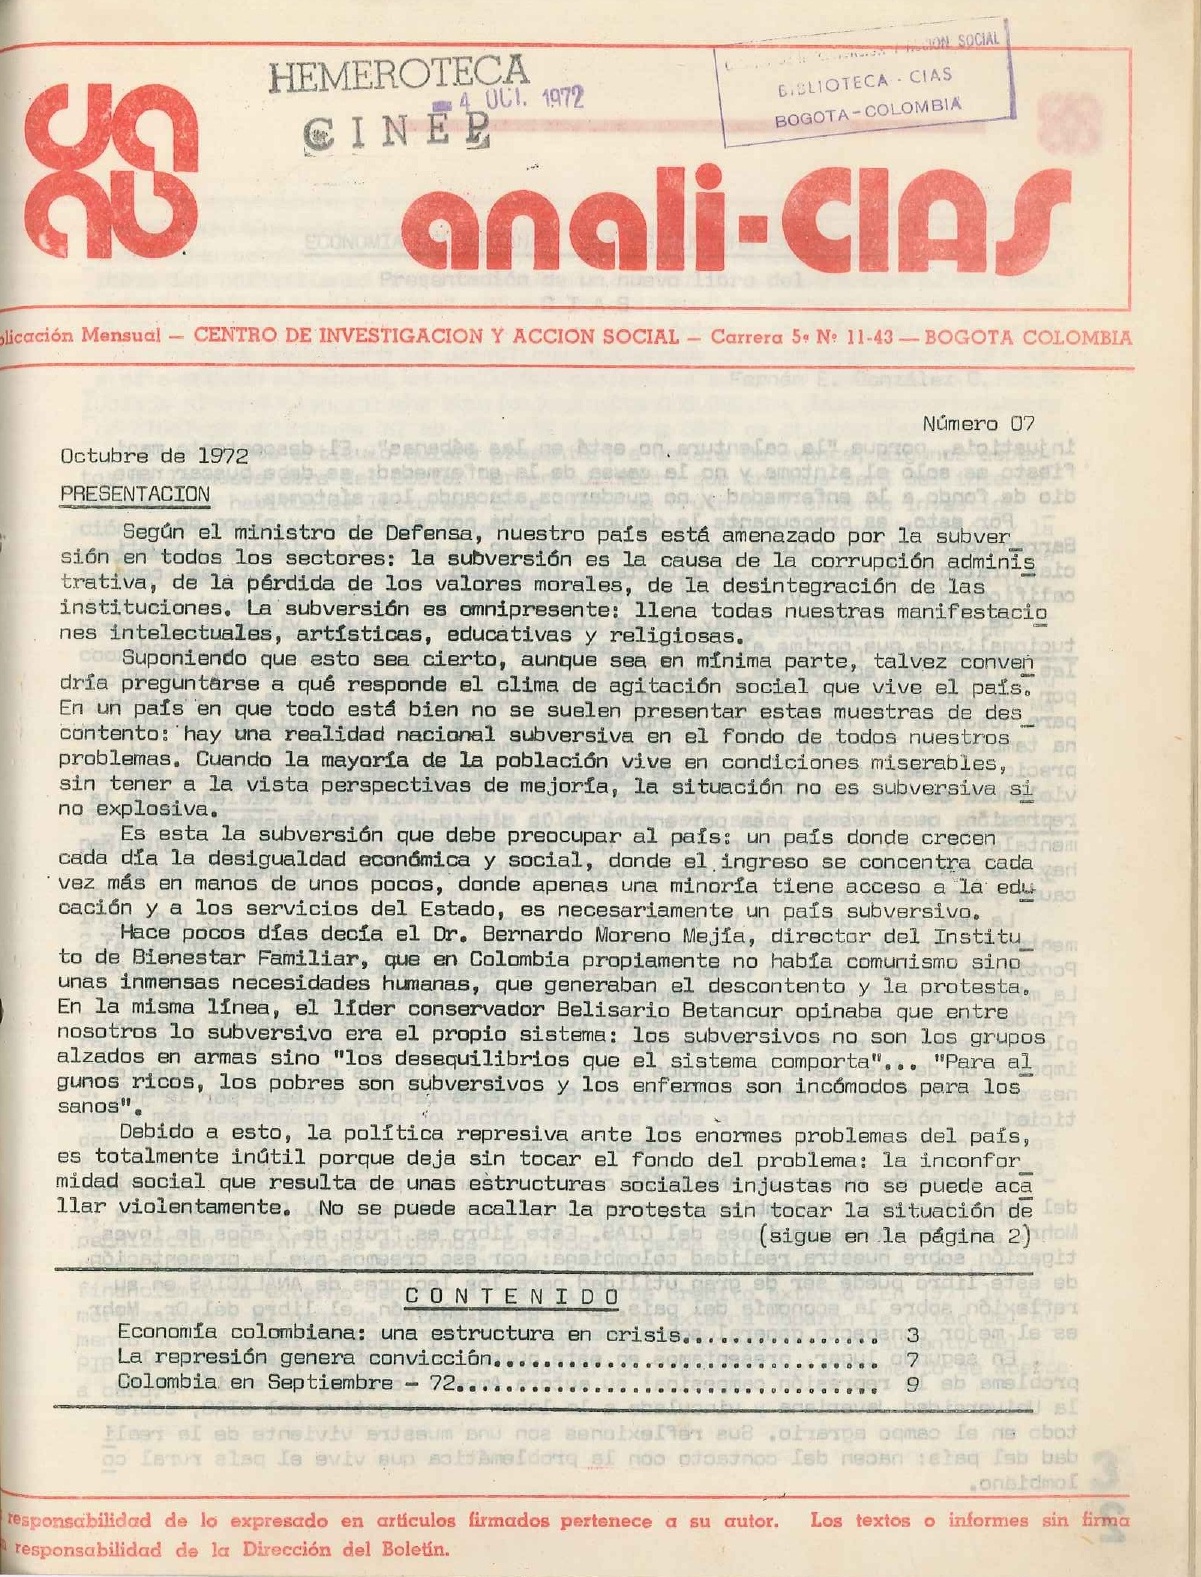 HEMEROTECA
4 OCT. 1972
CINEP
ACCION SOCIAL
BIBLIOTECA - CIAS
BOGOTA - COLOMBIA
anali-CIAS
blicación Mensual — CENTRO DE INVESTIGACION Y ACCION SOCIAL — Carrera 5ª Nº 11-43 — BOGOTA COLOMBIA
Número 07
Octubre de 1972
PRESENTACION
Según el ministro de Defensa, nuestro país está amenazado por la subver_
sión en todos los sectores: la subversión es la causa de la corrupción adminis
trativa, de la pérdida de los valores morales, de la desintegración de las
instituciones. La subversión es omnipresente: llena todas nuestras manifestacio
nes intelectuales, artísticas, educativas y religiosas.
Suponiendo que esto sea cierto, aunque sea en mínima parte, talvez conven
dría preguntarse a qué responde el clima de agitación social que vive el país.
En un país en que todo está bien no se suelen presentar estas muestras de des_
contento: hay una realidad nacional subversiva en el fondo de todos nuestros
problemas. Cuando la mayoría de la población vive en condiciones miserables,
sin tener a la vista perspectivas de mejoría, la situación no es subversiva si
no explosiva.
Es esta la subversión que debe preocupar al país: un país donde crecen
cada día la desigualdad económica y social, donde el ingreso se concentra cada
vez más en manos de unos pocos, donde apenas una minoría tiene acceso a la edu
cación y a los servicios del Estado, es necesariamente un país subversivo.
Hace pocos días decía el Dr. Bernardo Moreno Mejía, director del Institu_
to de Bienestar Familiar, que en Colombia propiamente no había comunismo sino
unas inmensas necesidades humanas, que generaban el descontento y la protesta.
En la misma línea, el líder conservador Belisario Betancur opinaba que entre
nosotros lo subversivo era el propio sistema: los subversivos no son los grupos
alzados en armas sino "los desequilibrios que el sistema comporta"... "Para al
gunos ricos, los pobres son subversivos y los enfermos son incómodos para los
sanos".
Debido a esto, la política represiva ante los enormes problemas del país,
es totalmente inútil porque deja sin tocar el fondo del problema: la inconfor_
midad social que resulta de unas estructuras sociales injustas no se puede aca
llar violentamente. No se puede acallar la protesta sin tocar la situación de
(sigue en la página 2)
CONTENIDO
Economía colombiana: una estructura en crisis................ 3
La represión genera convicción................................ 7
Colombia en Septiembre - 72.................................. 9
responsabilidad de lo expresado en artículos firmados pertenece a su autor. Los textos o informes sin firma
responsabilidad de la Dirección del Boletín.